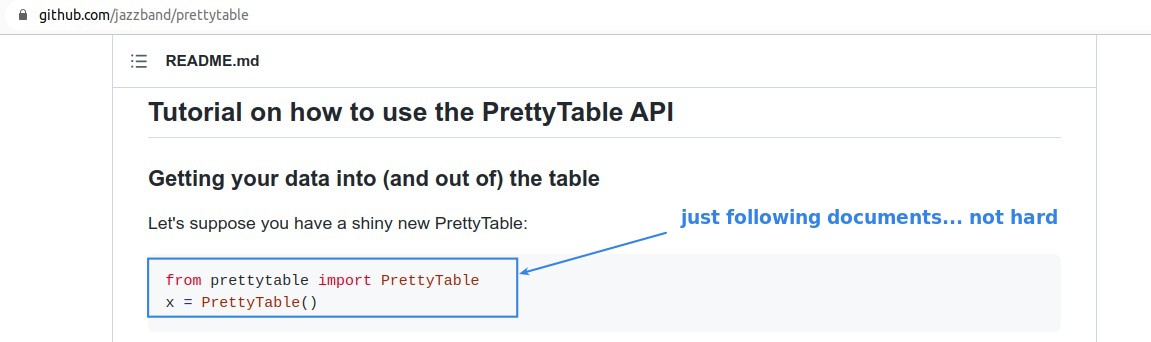 github.com/jazzband/prettytable
README.md
Tutorial on how to use the PrettyTable API
Getting your data into (and out of) the table
Let's suppose you have a shiny new PrettyTable:
just following documents... not hard
from prettytable import PrettyTable
x = PrettyTable()